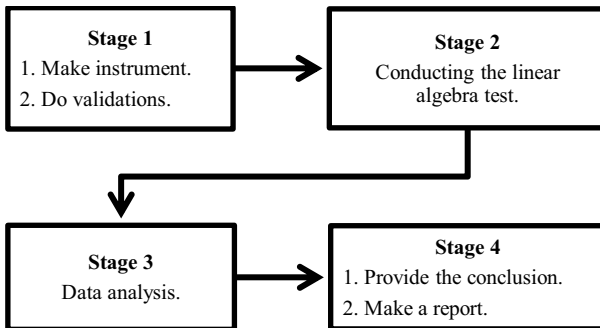 Stage 1
1. Make instrument.
2. Do validations.
Stage 2
Conducting the linear
algebra test.
Stage 3
Data analysis.
Stage 4
1. Provide the conclusion.
2. Make a report.